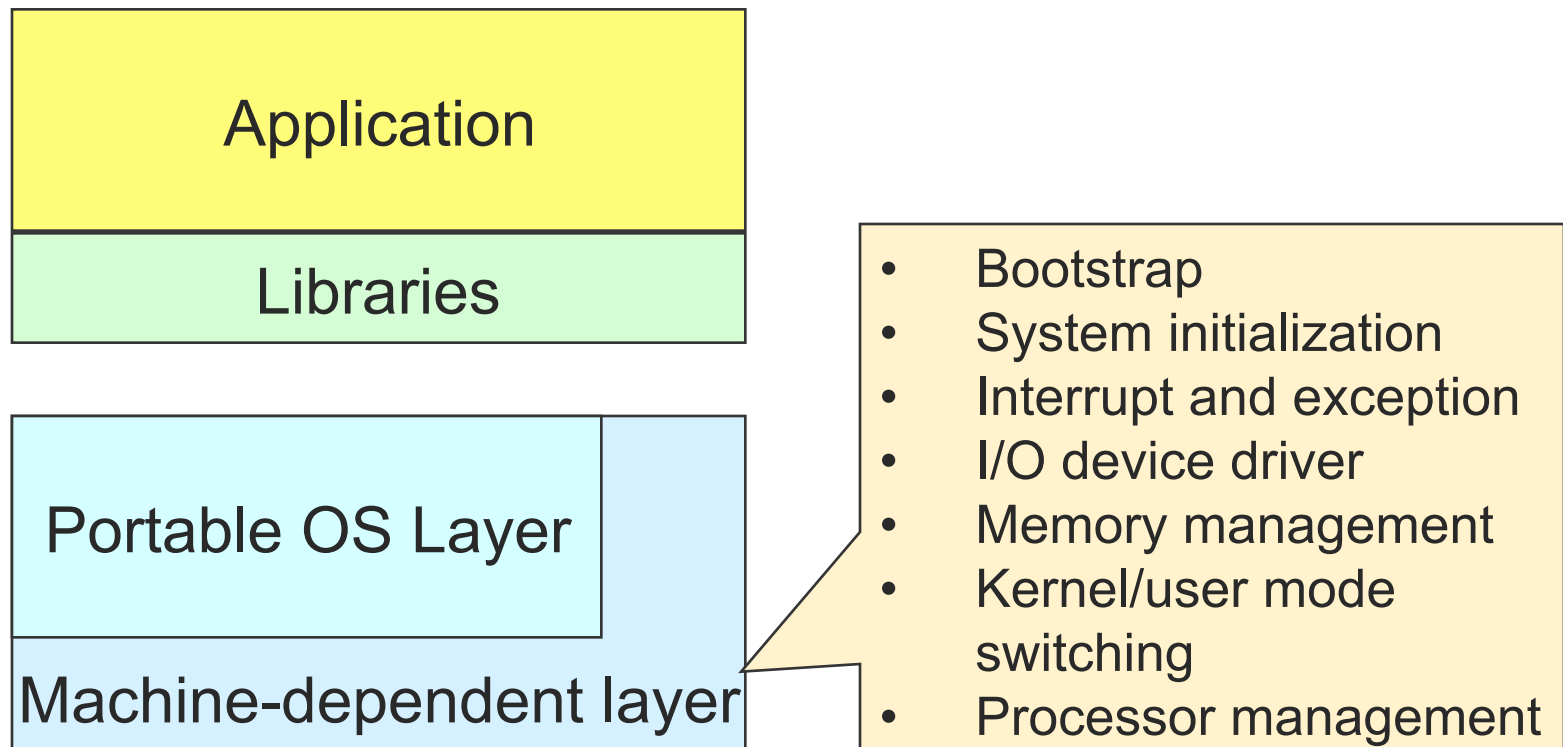 Application
Libraries
Portable OS Layer
Machine-dependent layer
• Bootstrap
• System initialization
• Interrupt and exception
• I/O device driver
• Memory management
• Kernel/user mode
switching
• Processor management